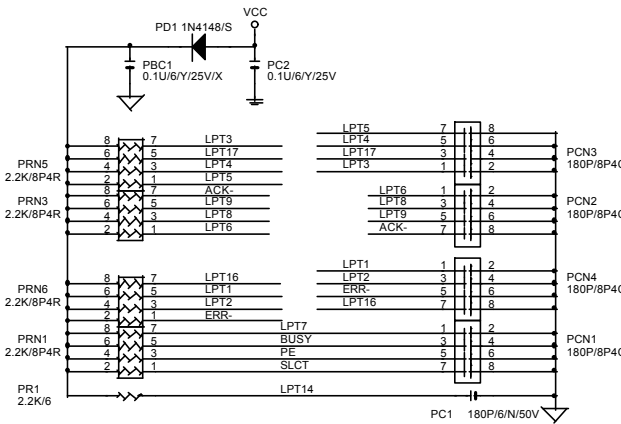 VCC
PD1 1N4148/S
PBC1
0.1U/6/Y/25V/X
PC2
0.1U/6/Y/25V
PRN5
2.2K/8P4R
8 7 LPT3
6 5 LPT17
4 3 LPT4
2 1 LPT5
PRN3
2.2K/8P4R
8 7 ACK-
6 5 LPT9
4 3 LPT8
2 1 LPT6
LPT5 7 8
LPT4 5 6
LPT17 3 4
LPT3 1 2
PCN3
180P/8P4C
LPT6 1 2
LPT8 3 4
LPT9 5 6
ACK- 7 8
PCN2
180P/8P4C
PRN6
2.2K/8P4R
8 7 LPT16
6 5 LPT1
4 3 LPT2
2 1 ERR-
LPT1 1 2
LPT2 3 4
ERR- 5 6
LPT16 7 8
PCN4
180P/8P4C
PRN1
2.2K/8P4R
8 7 LPT7 1 2
6 5 BUSY 3 4
4 3 PE 5 6
2 1 SLCT 7 8
PCN1
180P/8P4C
PR1
2.2K/6
LPT14
PC1 180P/6/N/50V